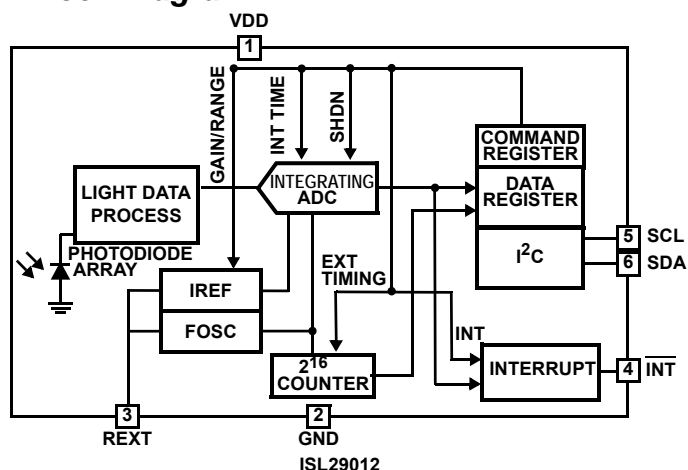 VDD
1
GAIN/RANGE
INT TIME
SHDN
COMMAND
REGISTER
LIGHT DATA
PROCESS
INTEGRATING
ADC
DATA
REGISTER
I2C
5 SCL
6 SDA
PHOTODIODE
ARRAY
IREF
FOSC
EXT
TIMING
INT
216
COUNTER
INTERRUPT
4 INT
3
REXT
2
GND
ISL29012